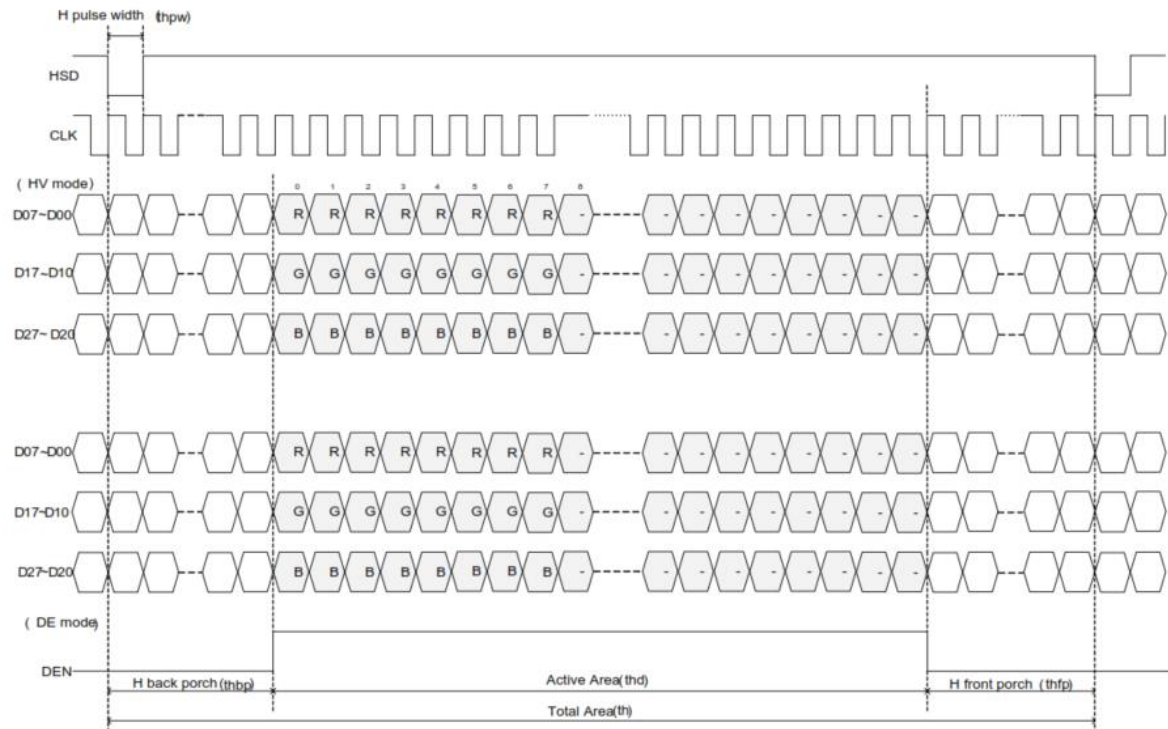 H pulse width (thpw)
HSD
CLK
( HV mode)
0 1 2 3 4 5 6 7 8
D07~D00 R R R R R R R R - - - - - - - - -
D17~D10 G G G G G G G G - - - - - - - - -
D27~D20 B B B B B B B B - - - - - - - - -
D07~D00 R R R R R R R R - - - - - - - - -
D17~D10 G G G G G G G G - - - - - - - - -
D27~D20 B B B B B B B B - - - - - - - - -
( DE mode)
DEN
H back porch (thbp) Active Area(thd) H front porch (thfp)
Total Area(th)